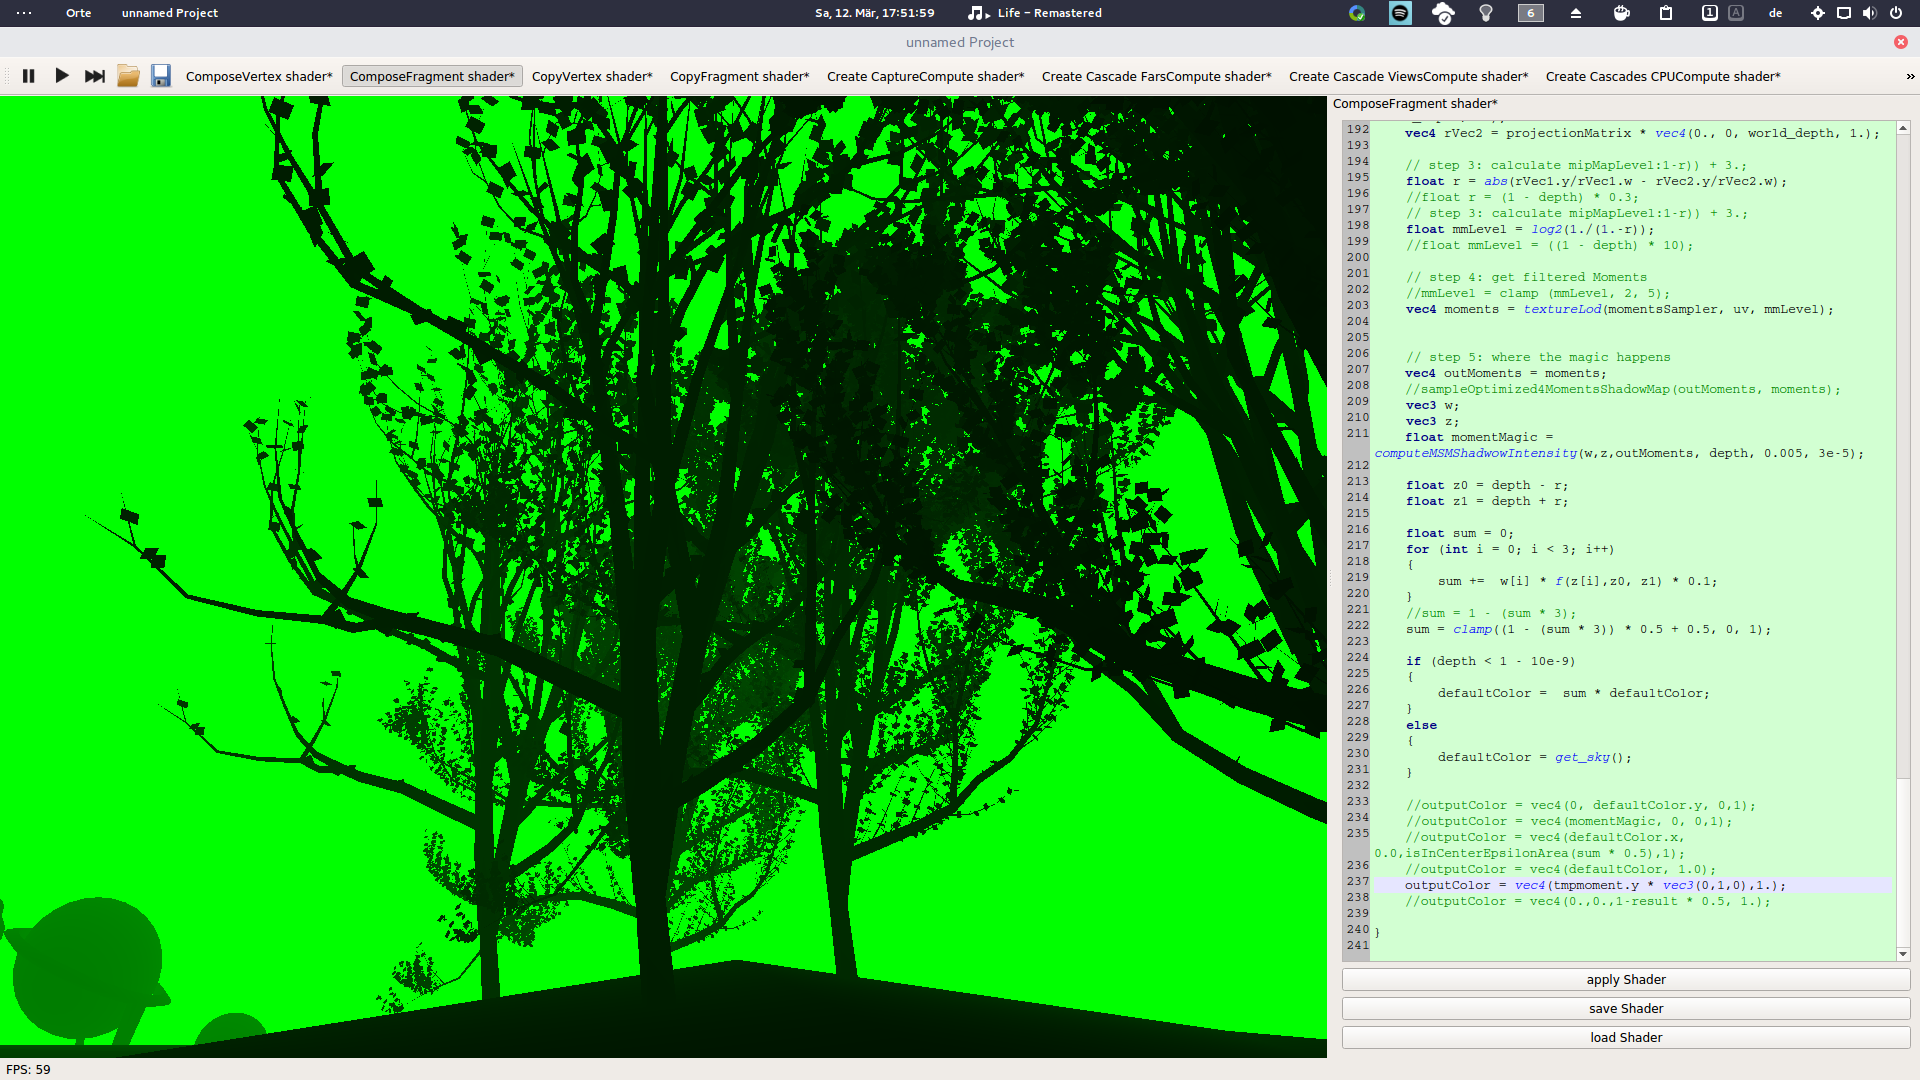 Orte
unnamed Project
Sa, 12. Mär, 17:51:59
Life – Remastered
6
1
A
de
unnamed Project
ComposeVertex shader*
ComposeFragment shader*
CopyVertex shader*
CopyFragment shader*
Create CaptureCompute shader*
Create Cascade FarsCompute shader*
Create Cascade ViewsCompute shader*
Create Cascades CPUCompute shader*
»
ComposeFragment shader*
192 vec4 rVec2 = projectionMatrix * vec4(0., 0, world_depth, 1.);
193
194 // step 3: calculate mipMapLevel:1-r)) + 3.;
195 float r = abs(rVec1.y/rVec1.w - rVec2.y/rVec2.w);
196 //float r = (1 - depth) * 0.3;
197 // step 3: calculate mipMapLevel:1-r)) + 3.;
198 float mmLevel = log2(1./(1.-r));
199 //float mmLevel = ((1 - depth) * 10);
200
201 // step 4: get filtered Moments
202 //mmLevel = clamp (mmLevel, 2, 5);
203 vec4 moments = textureLod(momentsSampler, uv, mmLevel);
204
205
206 // step 5: where the magic happens
207 vec4 outMoments = moments;
208 //sampleOptimized4MomentsShadowMap(outMoments, moments);
209 vec3 w;
210 vec3 z;
211 float momentMagic =
computeMSMShadwowIntensity(w,z,outMoments, depth, 0.005, 3e-5);
212
213 float z0 = depth - r;
214 float z1 = depth + r;
215
216 float sum = 0;
217 for (int i = 0; i < 3; i++)
218 {
219 sum +=  w[i] * f(z[i],z0, z1) * 0.1;
220 }
221 //sum = 1 - (sum * 3);
222 sum = clamp((1 - (sum * 3)) * 0.5 + 0.5, 0, 1);
223
224 if (depth < 1 - 10e-9)
225 {
226 defaultColor =  sum * defaultColor;
227 }
228 else
229 {
230 defaultColor = get_sky();
231 }
232
233 //outputColor = vec4(0, defaultColor.y, 0,1);
234 //outputColor = vec4(momentMagic, 0, 0,1);
235 //outputColor = vec4(defaultColor.x,
0.0,isInCenterEpsilonArea(sum * 0.5),1);
236 //outputColor = vec4(defaultColor, 1.0);
237 outputColor = vec4(tmpmoment.y * vec3(0,1,0),1.);
238 //outputColor = vec4(0.,0.,1-result * 0.5, 1.);
239
240 }
241
apply Shader
save Shader
load Shader
FPS: 59